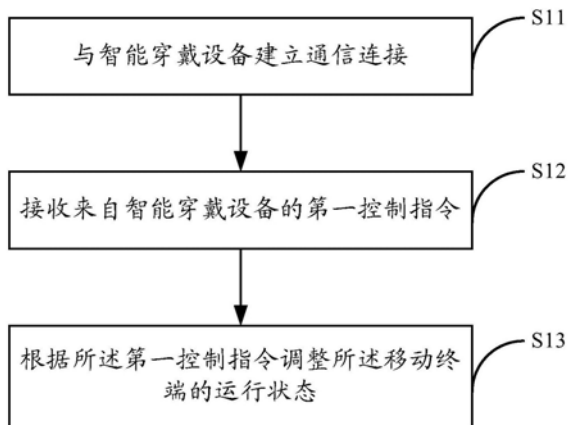 S11
与智能穿戴设备建立通信连接
S12
接收来自智能穿戴设备的第一控制指令
S13
根据所述第一控制指令调整所述移动终
端的运行状态